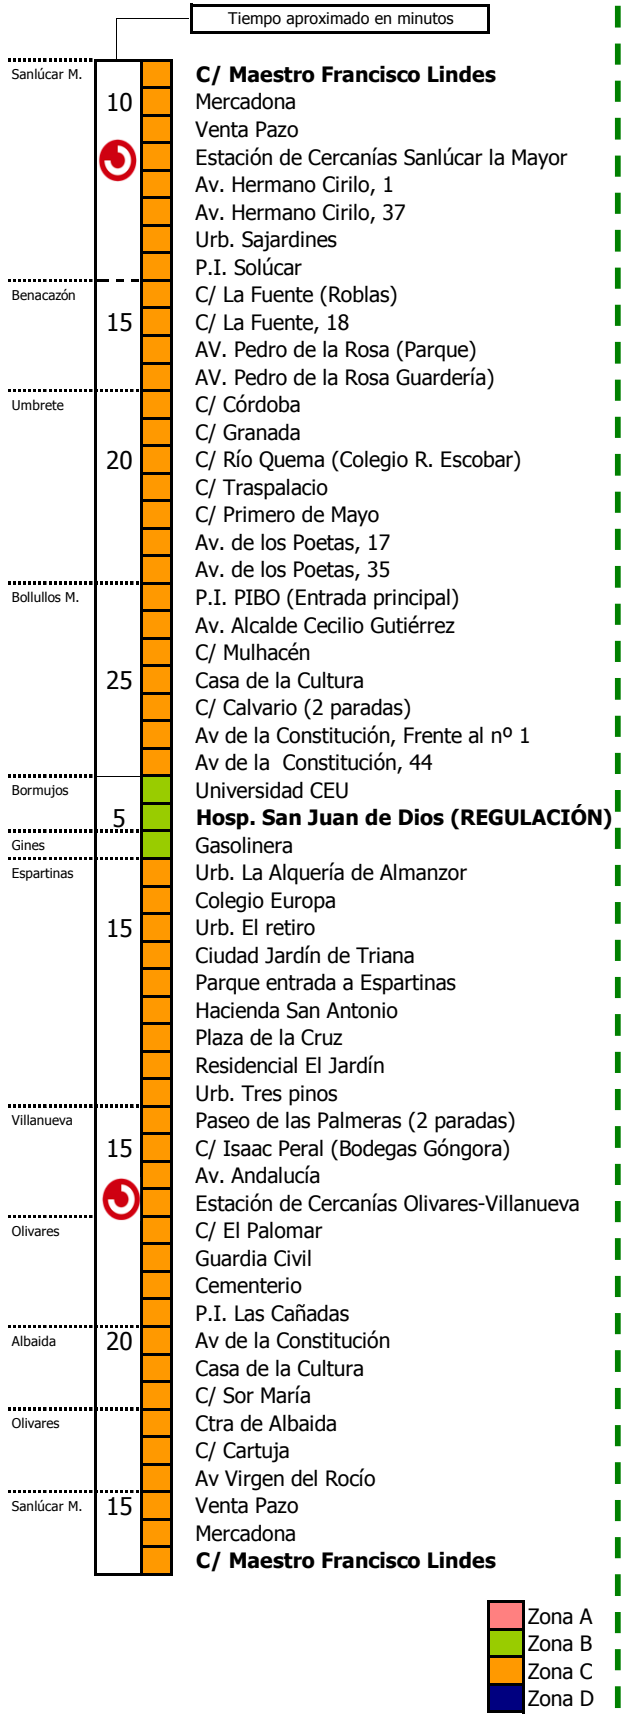 Tiempo aproximado en minutos
Sanlúcar M.
C/ Maestro Francisco Lindes
10
Mercadona
Venta Pazo
Estación de Cercanías Sanlúcar la Mayor
Av. Hermano Cirilo, 1
Av. Hermano Cirilo, 37
Urb. Sajardines
P.I. Solúcar
Benacazón
C/ La Fuente (Roblas)
15
C/ La Fuente, 18
AV. Pedro de la Rosa (Parque)
AV. Pedro de la Rosa Guardería)
Umbrete
C/ Córdoba
C/ Granada
20
C/ Río Quema (Colegio R. Escobar)
C/ Traspalacio
C/ Primero de Mayo
Av. de los Poetas, 17
Av. de los Poetas, 35
Bollullos M.
P.I. PIBO (Entrada principal)
Av. Alcalde Cecilio Gutiérrez
C/ Mulhacén
25
Casa de la Cultura
C/ Calvario (2 paradas)
Av de la Constitución, Frente al nº 1
Av de la Constitución, 44
Bormujos
Universidad CEU
5
Hosp. San Juan de Dios (REGULACIÓN)
Gines
Gasolinera
Espartinas
Urb. La Alquería de Almanzor
Colegio Europa
15
Urb. El retiro
Ciudad Jardín de Triana
Parque entrada a Espartinas
Hacienda San Antonio
Plaza de la Cruz
Residencial El Jardín
Urb. Tres pinos
Villanueva
Paseo de las Palmeras (2 paradas)
15
C/ Isaac Peral (Bodegas Góngora)
Av. Andalucía
Estación de Cercanías Olivares-Villanueva
Olivares
C/ El Palomar
Guardia Civil
Cementerio
P.I. Las Cañadas
Albaida
20
Av de la Constitución
Casa de la Cultura
C/ Sor María
Olivares
Ctra de Albaida
C/ Cartuja
Av Virgen del Rocío
Sanlúcar M.
15
Venta Pazo
Mercadona
C/ Maestro Francisco Lindes
Zona A
Zona B
Zona C
Zona D